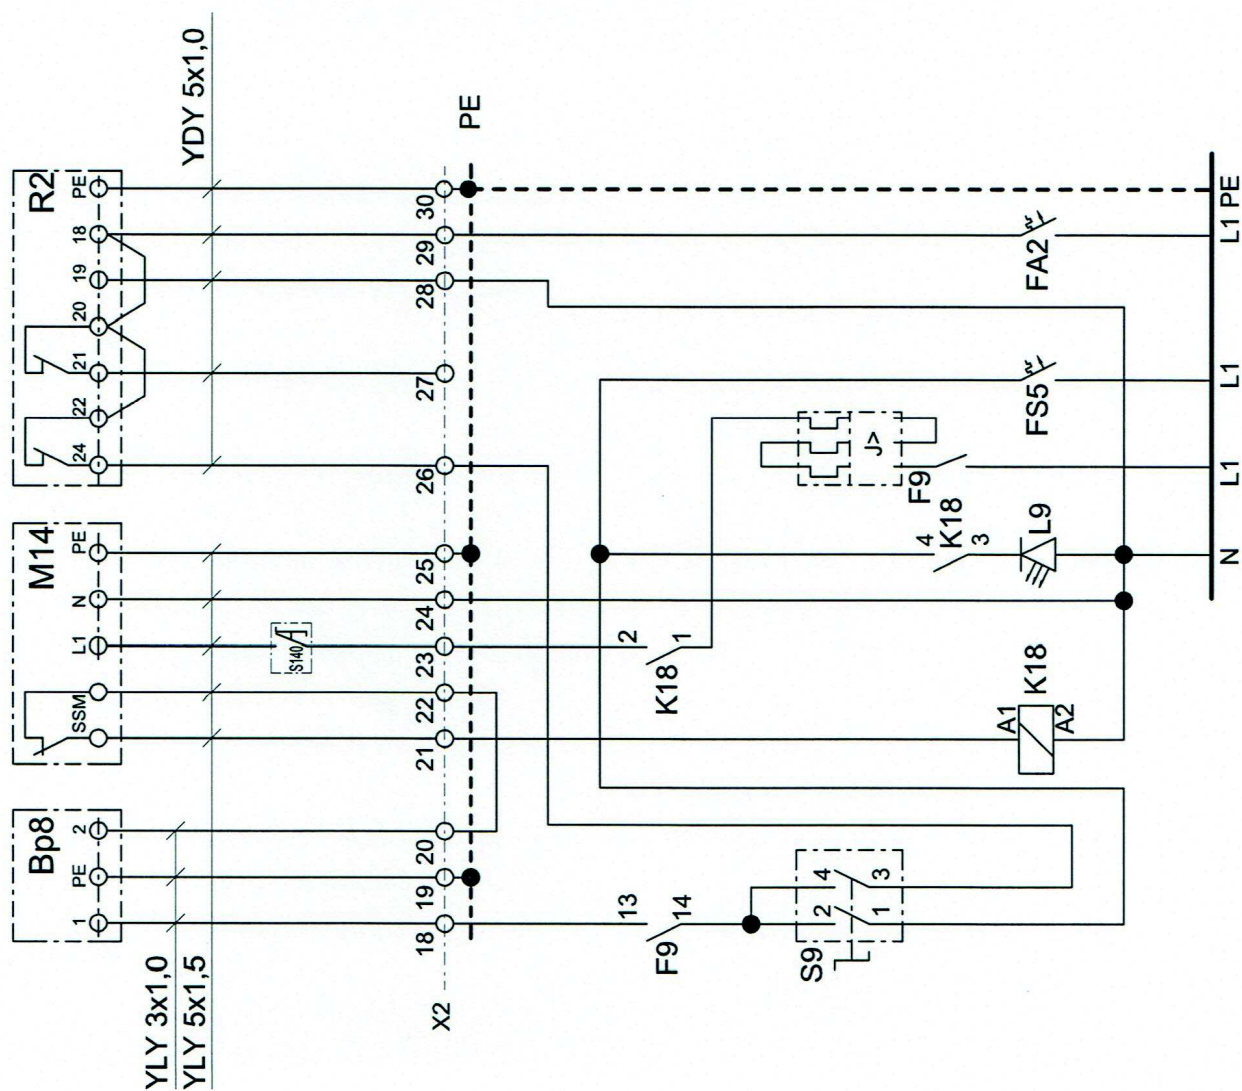 YDY 5x1,0
R2
PE
18
19
20
21
22
24
M14
PE
N
L1
SSM
Bp8
2
PE
1
YLY 3x1,0
YLY 5x1,5
PE
30
29
28
27
26
25
24
23
22
21
20
19
18
X2
S140
K18
2
1
F9
13
14
S9
4
3
2
1
A1
A2
K18
K18
4
3
L9
F9
J>
FS5
FA2
L1 PE
L1
L1
N